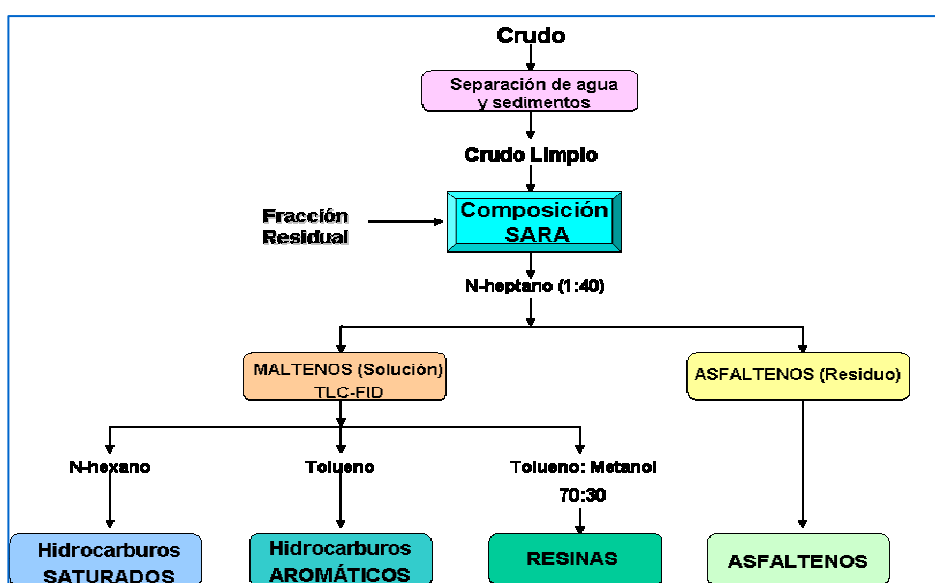 Crudo
Separación de agua
y sedimentos
Crudo Limpio
Fracción
Residual
Composición
SARA
N-heptano (1:40)
MALTENOS (Solución)
TLC-FID
ASFALTENOS (Residuo)
N-hexano
Tolueno
Tolueno: Metanol
70:30
Hidrocarburos
SATURADOS
Hidrocarburos
AROMÁTICOS
RESINAS
ASFALTENOS